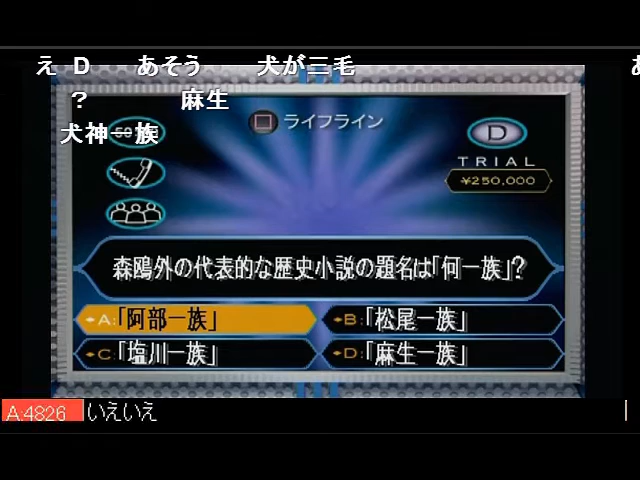 え D あそう 犬が三毛
あ
? 麻生
犬神一族
50
ライフライン
D
TRIAL
¥250,000
森鴎外の代表的な歴史小説の題名は「何一族」?
A:「阿部一族」
B:「松尾一族」
C:「塩川一族」
D:「麻生一族」
A:4826 いえいえ